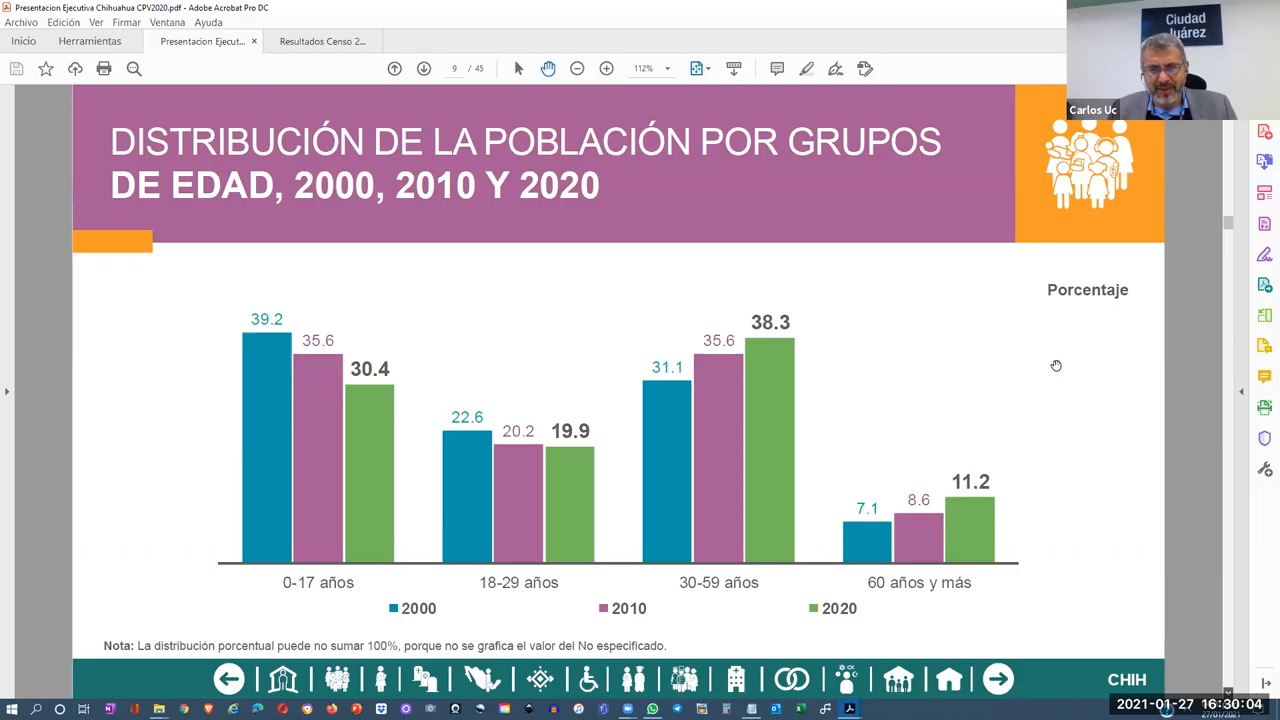 Presentacion Ejecutiva Chihuahua CPV2020.pdf - Adobe Acrobat Pro DC
Archivo Edición Ver Firmar Ventana Ayuda
Inicio Herramientas Presentacion Ejecut... × Resultados Censo 2...
9 / 45 112%
Ciudad
Juárez
Carlos Uc
DISTRIBUCIÓN DE LA POBLACIÓN POR GRUPOS
DE EDAD, 2000, 2010 Y 2020
Porcentaje
39.2 35.6 30.4
22.6 20.2 19.9
31.1 35.6 38.3
7.1 8.6 11.2
0-17 años 18-29 años 30-59 años 60 años y más
2000 2010 2020
Nota: La distribución porcentual puede no sumar 100%, porque no se grafica el valor del No especificado.
CHIH
2021-01-27 16:30:04
27/01/2021